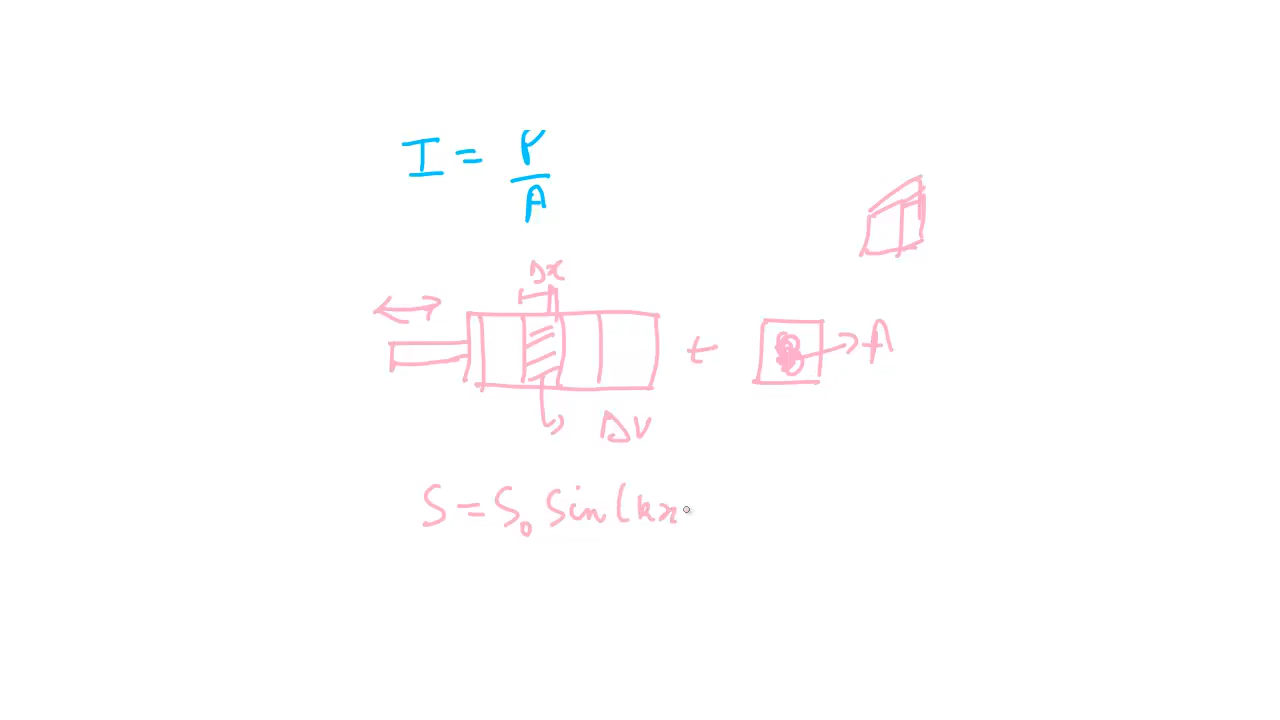 I = P/A
Δx
t
A
ΔV
S = S₀ Sin(kx